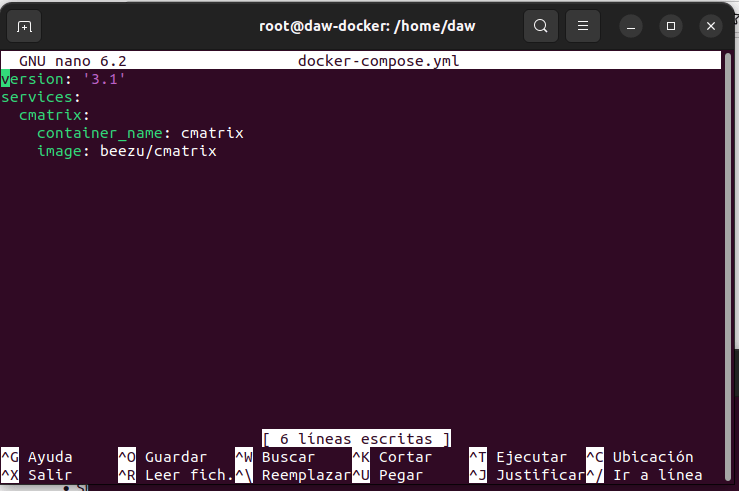 root@daw-docker: /home/daw
GNU nano 6.2 docker-compose.yml
version: '3.1'
services:
  cmatrix:
    container_name: cmatrix
    image: beezu/cmatrix
[ 6 líneas escritas ]
^G Ayuda ^O Guardar ^W Buscar ^K Cortar ^T Ejecutar ^C Ubicación
^X Salir ^R Leer fich. ^\ Reemplazar ^U Pegar ^J Justificar ^/ Ir a línea